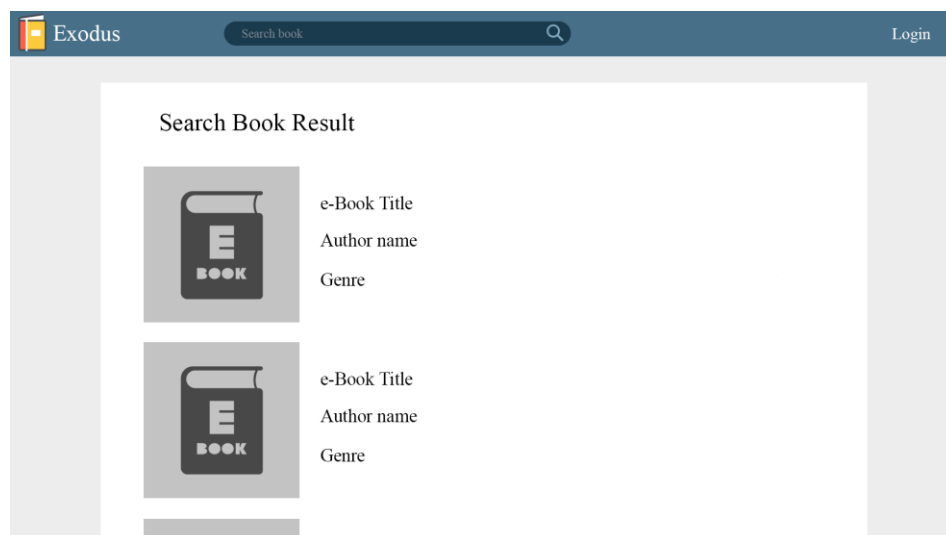 Exodus
Search book
Login
Search Book Result
E
BOOK
e-Book Title
Author name
Genre
E
BOOK
e-Book Title
Author name
Genre